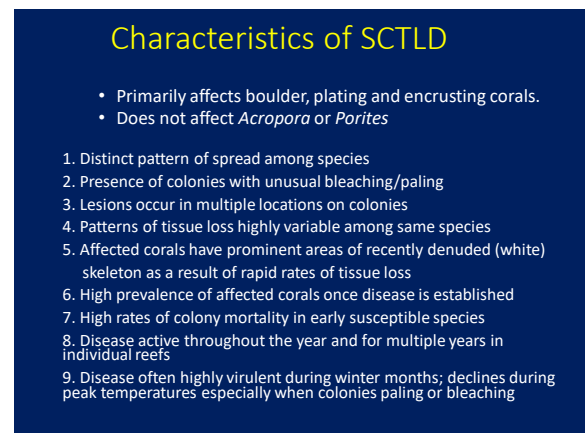 Characteristics of SCTLD
• Primarily affects boulder, plating and encrusting corals.
• Does not affect Acropora or Porites
1. Distinct pattern of spread among species
2. Presence of colonies with unusual bleaching/paling
3. Lesions occur in multiple locations on colonies
4. Patterns of tissue loss highly variable among same species
5. Affected corals have prominent areas of recently denuded (white)
skeleton as a result of rapid rates of tissue loss
6. High prevalence of affected corals once disease is established
7. High rates of colony mortality in early susceptible species
8. Disease active throughout the year and for multiple years in
individual reefs
9. Disease often highly virulent during winter months; declines during
peak temperatures especially when colonies paling or bleaching